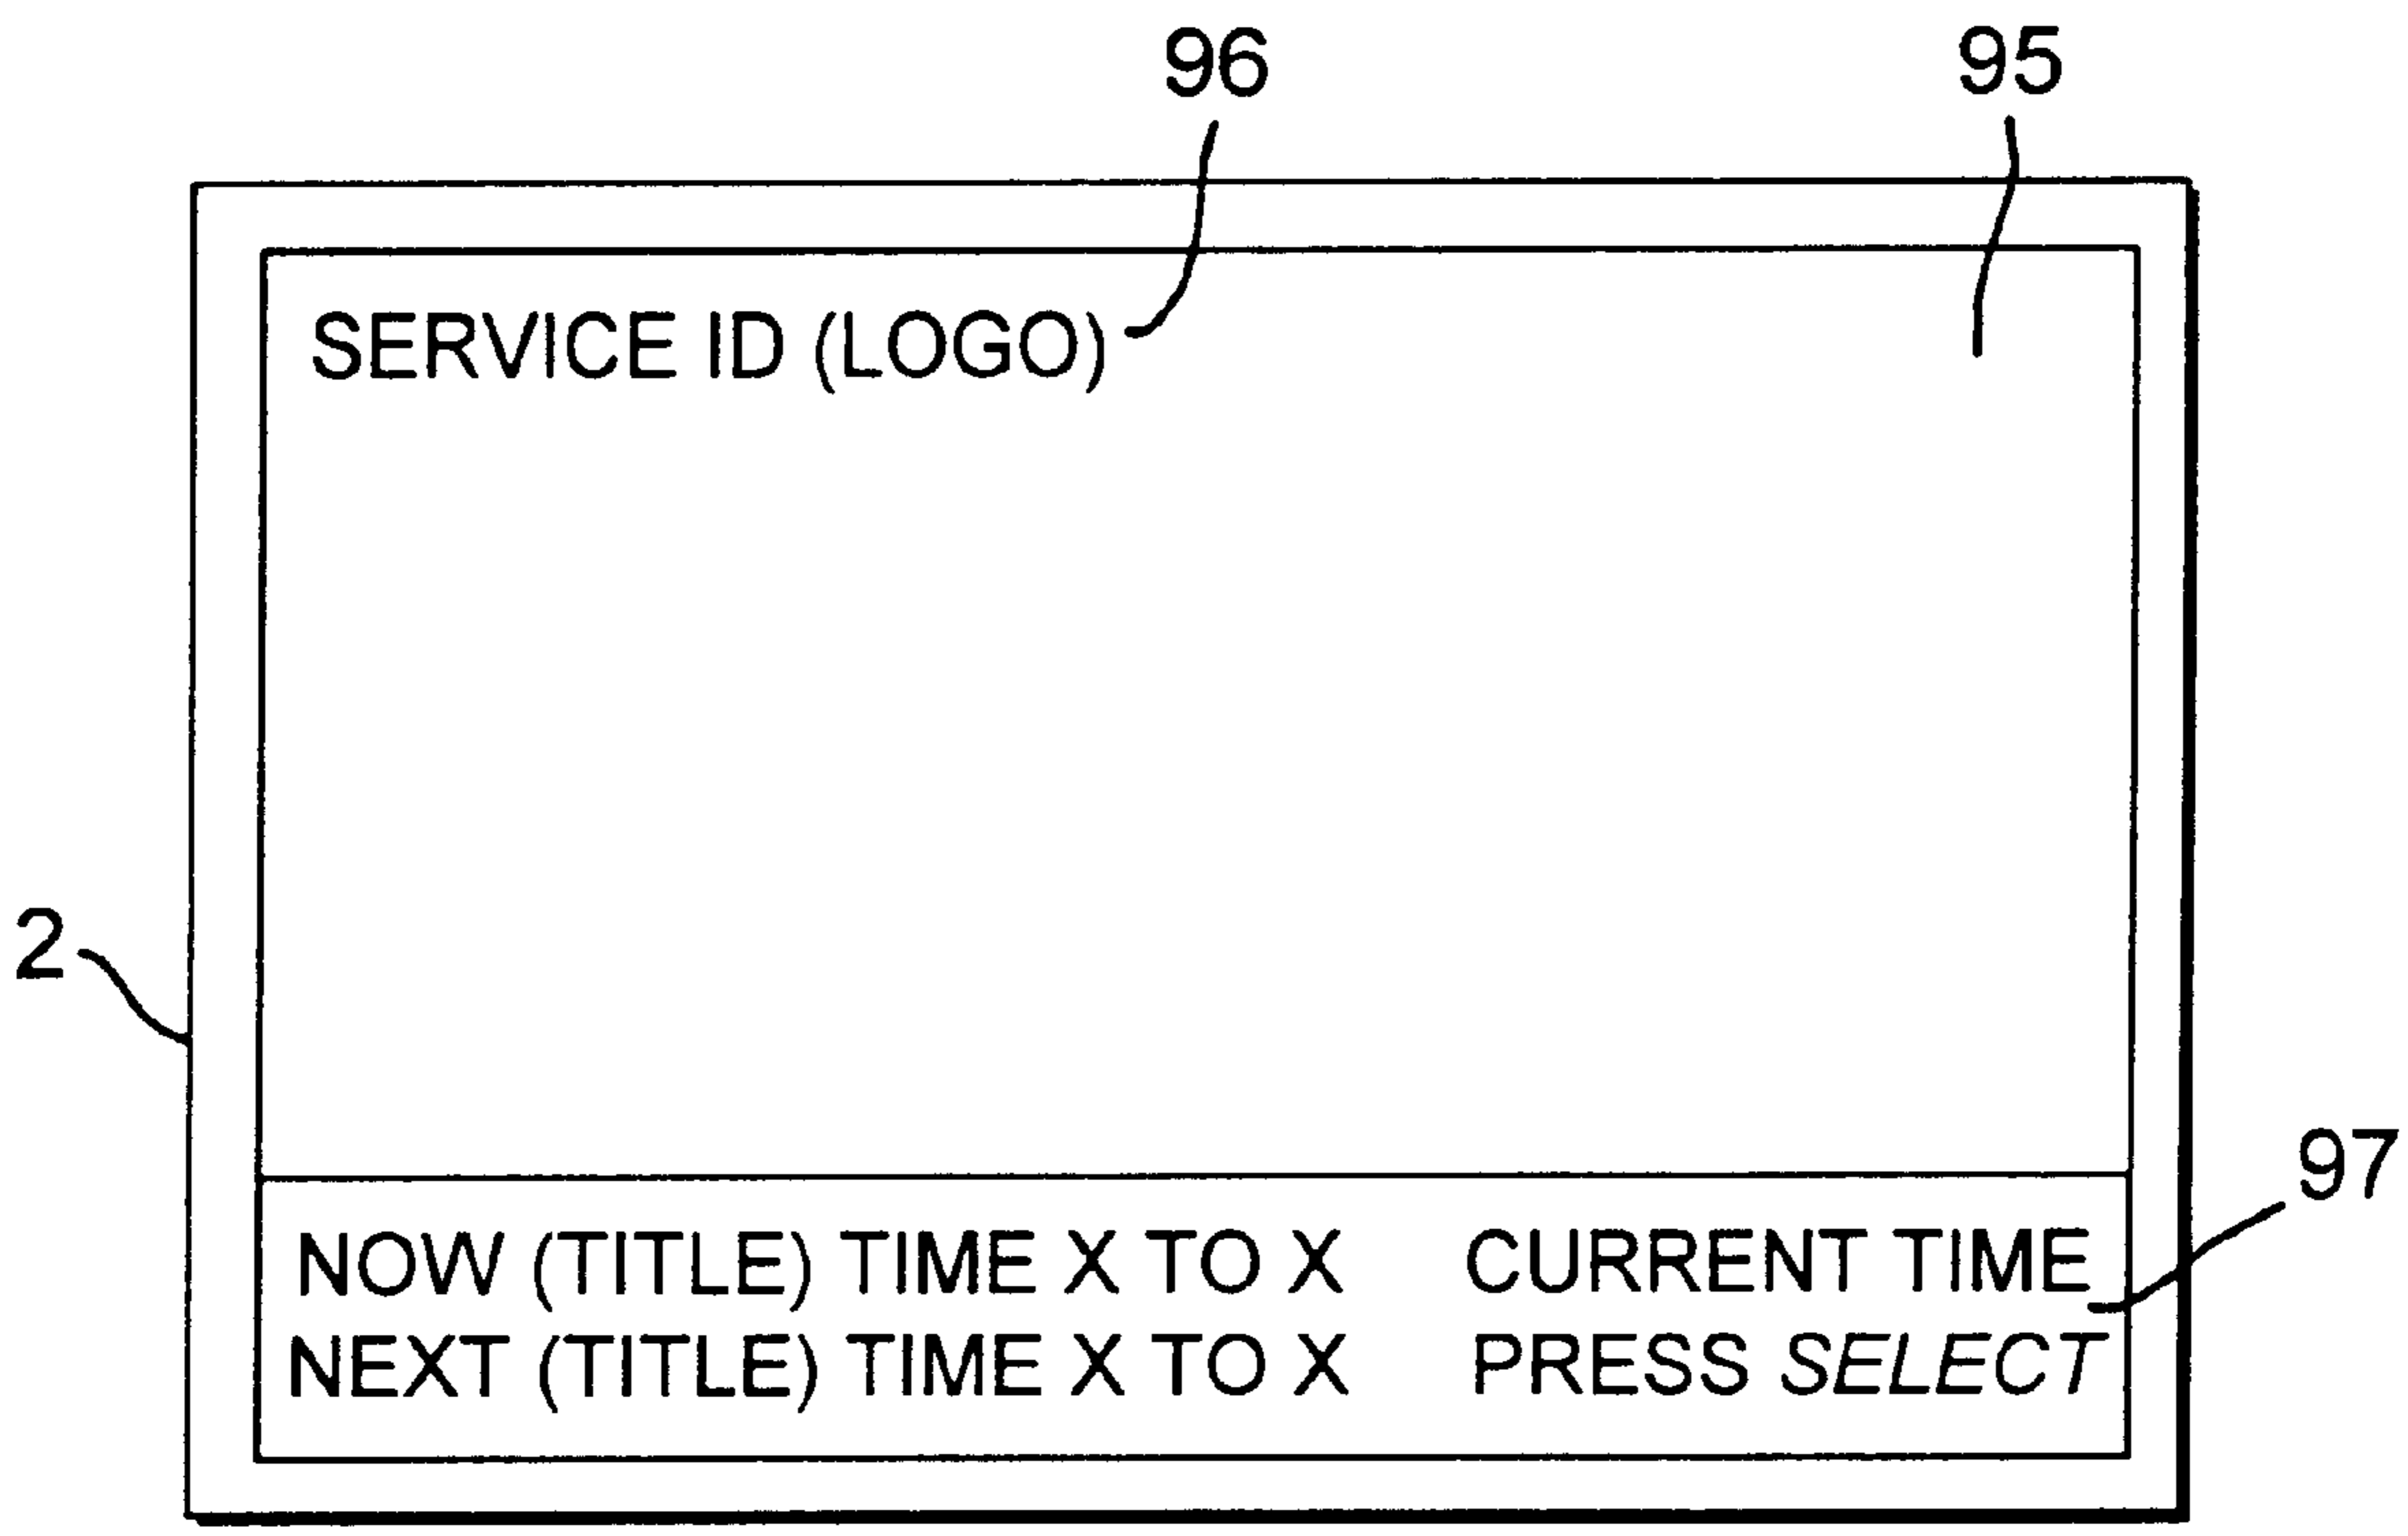 96 95
SERVICE ID (LOGO)
2
97
NOW (TITLE) TIME X TO X CURRENT TIME
NEXT (TITLE) TIME X TO X PRESS SELECT